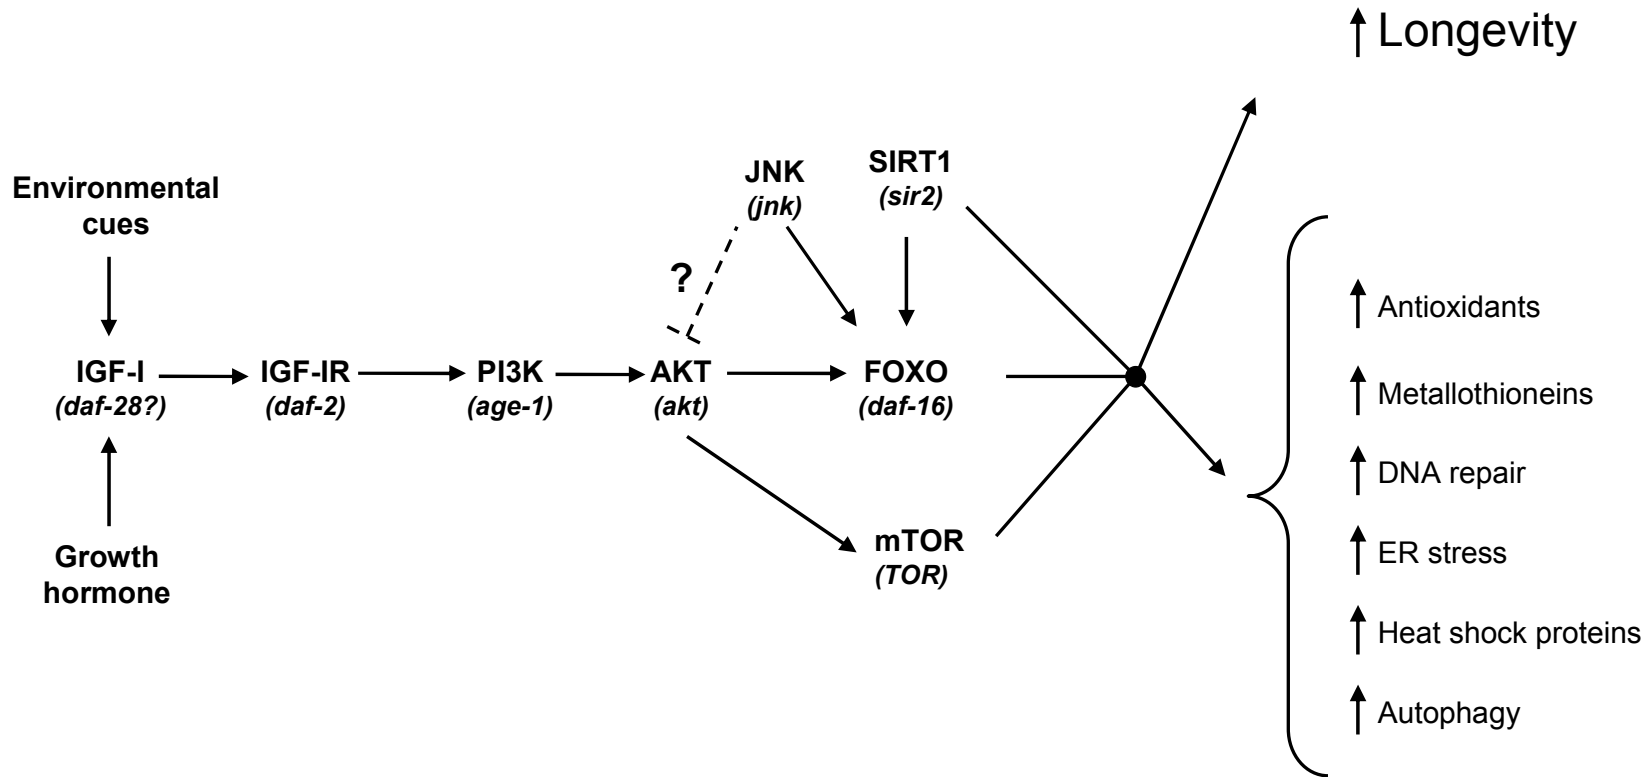 Longevity
Environmental
cues
JNK
(jnk)
SIRT1
(sir2)
?
IGF-I
(daf-28?)
IGF-IR
(daf-2)
PI3K
(age-1)
AKT
(akt)
FOXO
(daf-16)
Growth
hormone
mTOR
(TOR)
Antioxidants
Metallothioneins
DNA repair
ER stress
Heat shock proteins
Autophagy